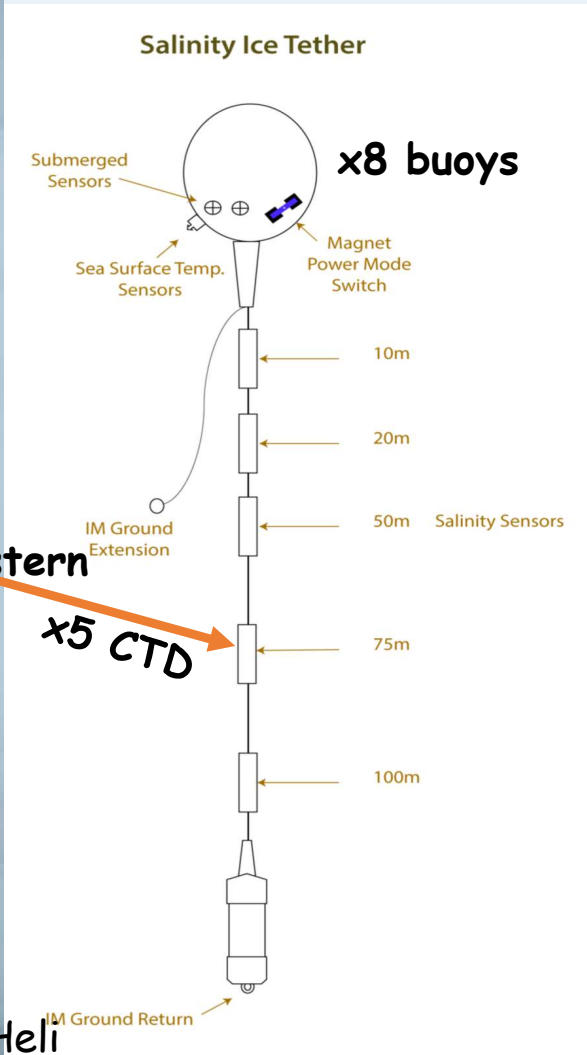 Salinity Ice Tether
x8 buoys
Submerged
Sensors
Sea Surface Temp.
Sensors
Magnet
Power Mode
Switch
10m
20m
50m Salinity Sensors
IM Ground
Extension
stern
x5 CTD
75m
100m
IM Ground Return
Heli